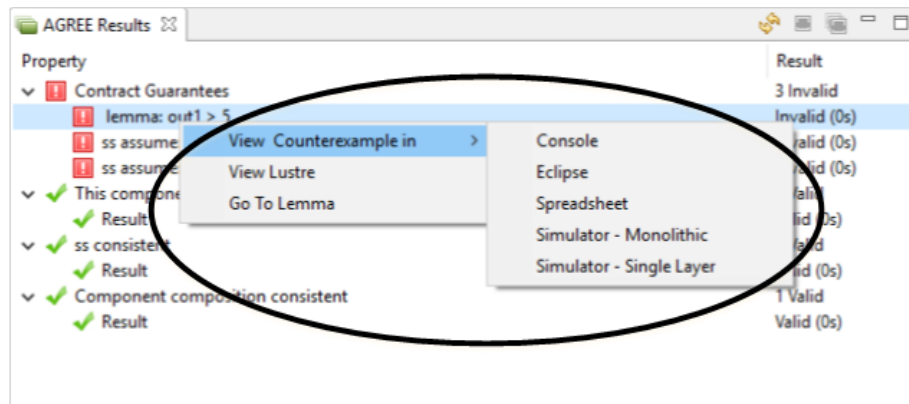 AGREE Results
Property Result
Contract Guarantees 3 Invalid
lemma: out1 > 5 Invalid (0s)
ss assume
ss assume
View Counterexample in >
View Lustre
Go To Lemma
Console
Eclipse
Spreadsheet
Simulator - Monolithic
Simulator - Single Layer
This compone
Result
ss consistent
Result (0s)
Component composition consistent 1 Valid
Result Valid (0s)